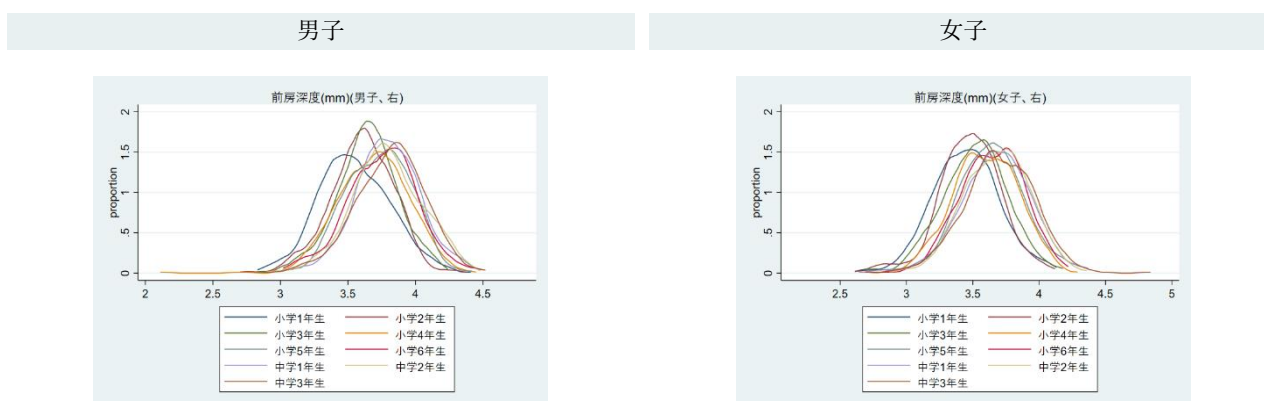 男子
女子
前房深度(mm)(男子、右)
2
1.5
1
.5
0
proportion
2
2.5
3
3.5
4
4.5
小学1年生
小学2年生
小学3年生
小学4年生
小学5年生
小学6年生
中学1年生
中学2年生
中学3年生
前房深度(mm)(女子、右)
2
1.5
1
.5
0
proportion
2.5
3
3.5
4
4.5
5
小学1年生
小学2年生
小学3年生
小学4年生
小学5年生
小学6年生
中学1年生
中学2年生
中学3年生